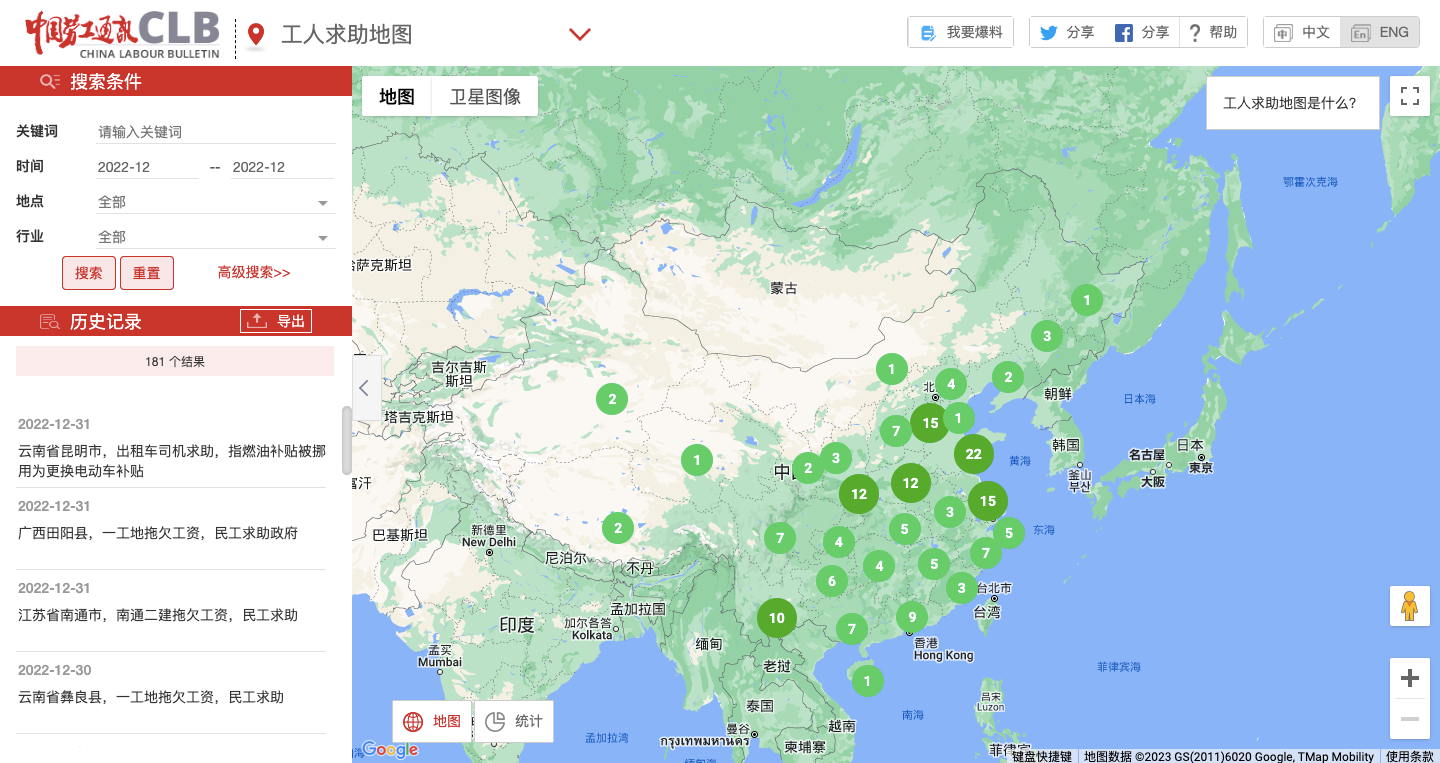 中国劳工通讯 CLB
CHINA LABOUR BULLETIN
工人求助地图
我要爆料
分享
分享
? 帮助
中 中文
En ENG
搜索条件
关键词 请输入关键词
时间 2022-12 -- 2022-12
地点 全部
行业 全部
搜索 重置 高级搜索>>
历史记录 导出
181 个结果
2022-12-31
云南省昆明市，出租车司机求助，指燃油补贴被挪
用为更换电动车补贴
2022-12-31
广西田阳县，一工地拖欠工资，民工求助政府
2022-12-31
江苏省南通市，南通二建拖欠工资，民工求助
2022-12-30
云南省彝良县，一工地拖欠工资，民工求助
地图 卫星图像
工人求助地图是什么？
鄂霍次克海
哈萨克斯坦
蒙古
1
3
吉尔吉斯
斯坦
1
4
2
北
朝鲜
2
日本海
塔吉克斯坦
7
15
1
韩国
日本
名古屋
东京
22
黄海
釜山
부산
大阪
1
中
2
3
富汗
12
12
15
3
巴基斯坦
新德里
New Delhi
2
7
4
5
5
东海
尼泊尔
不丹
7
4
5
6
3
台北市
台湾
孟加拉国
10
7
9
印度
加尔各答
Kolkata
缅甸
香港
Hong Kong
孟买
Mumbai
老挝
菲律宾海
1
吕宋
Luzon
泰国
南海
地图 统计
曼谷
กรุงเทพมหานคร
越南
孟加拉湾
柬埔寨
菲律宾
缅甸海
Google
键盘快捷键 地图数据 ©2023 GS(2011)6020 Google, TMap Mobility 使用条款